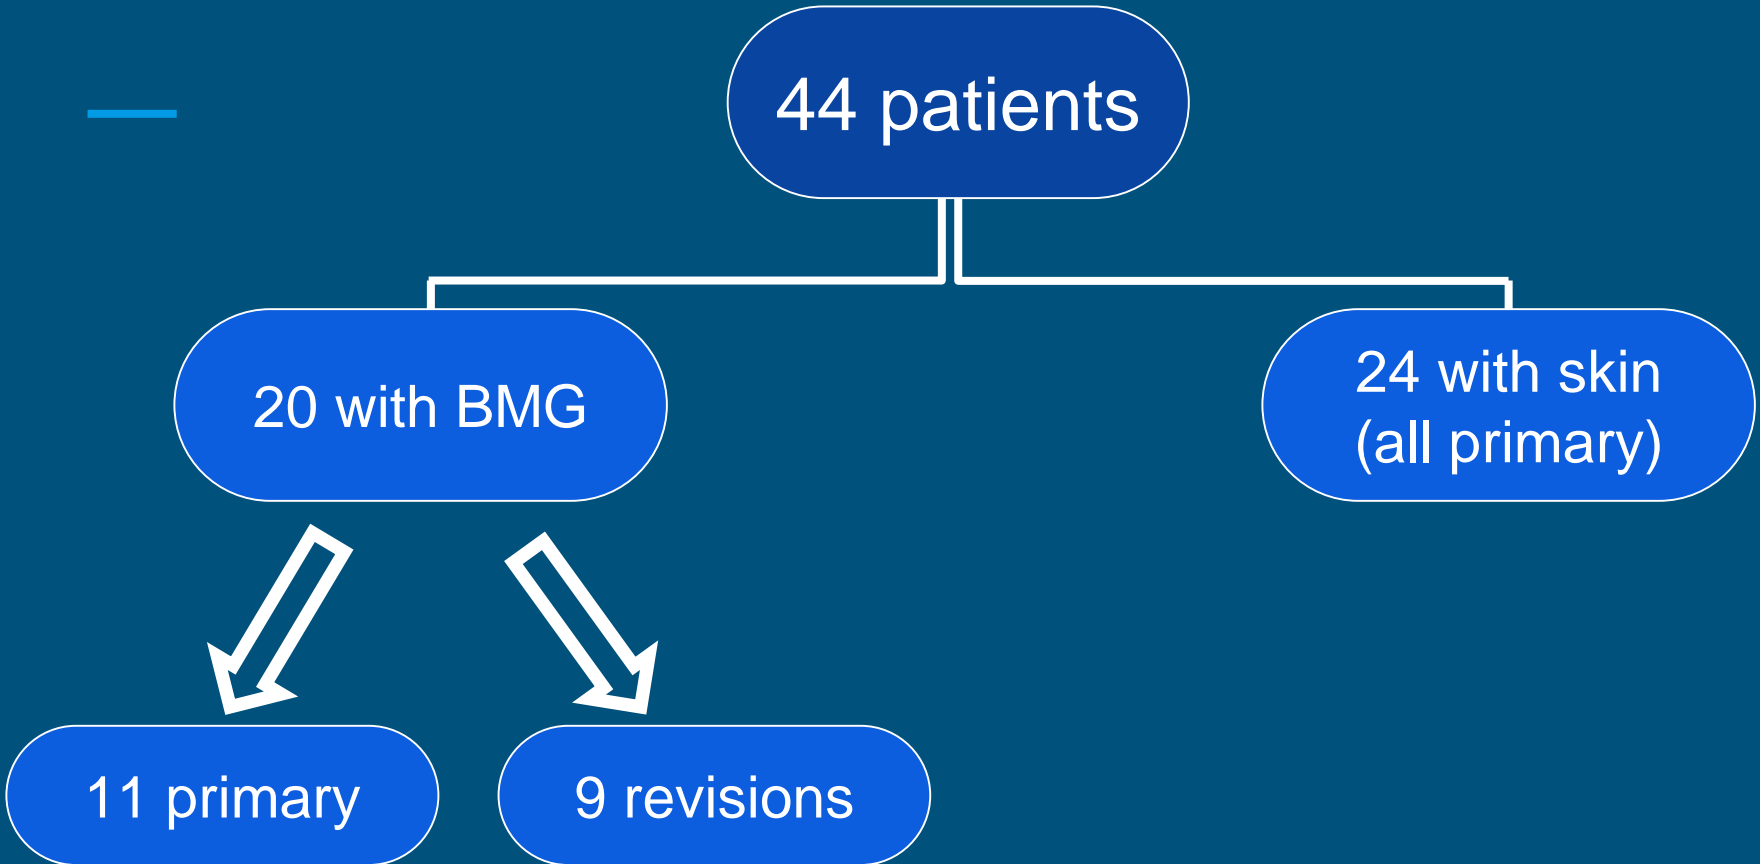 44 patients
20 with BMG
24 with skin
(all primary)
11 primary
9 revisions